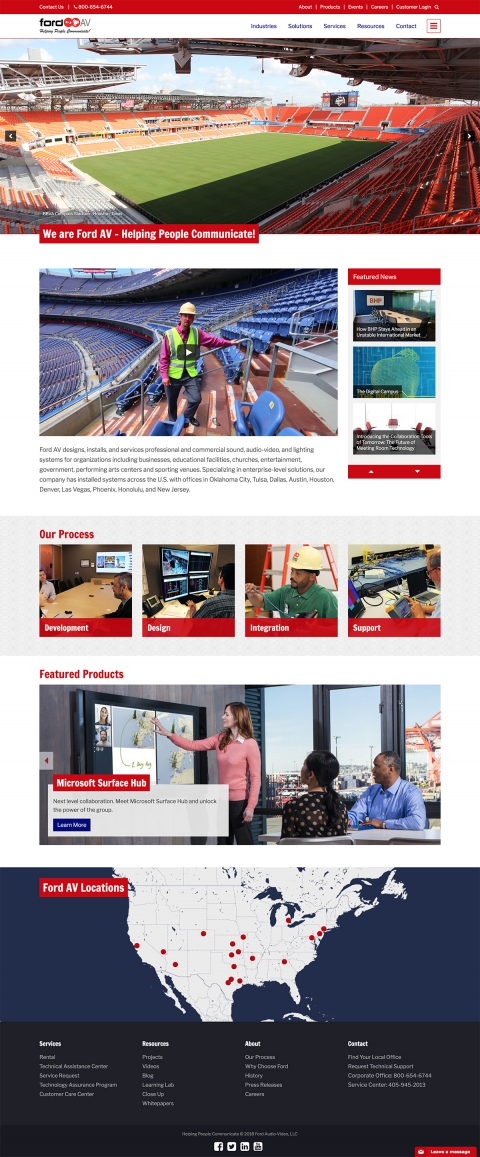 Contact Us | 800-654-6744
About | Products | Events | Careers | Customer Login
ford AV
Helping People Communicate!
Industries Solutions Services Resources Contact
We are Ford AV - Helping People Communicate!
Featured News
BHP
How BHP Stays Ahead in an
Unstable International Market
The Digital Campus
Introducing the Collaboration Tools
of Tomorrow: The Future of
Meeting Room Technology
Ford AV designs, installs, and services professional and commercial sound, audio-video, and lighting
systems for organizations including businesses, educational facilities, churches, entertainment,
government, performing arts centers and sporting venues. Specializing in enterprise-level solutions, our
company has installed systems across the U.S. with offices in Oklahoma City, Tulsa, Dallas, Austin, Houston,
Denver, Las Vegas, Phoenix, Honolulu, and New Jersey.
Our Process
Development
Design
Integration
Support
Featured Products
Microsoft Surface Hub
Next level collaboration. Meet Microsoft Surface Hub and unlock
the power of the group.
Learn More
Ford AV Locations
Services
Rental
Technical Assistance Center
Service Request
Technology Assurance Program
Customer Care Center
Resources
Projects
Videos
Blog
Learning Lab
Close Up
Whitepapers
About
Our Process
Why Choose Ford
History
Press Releases
Careers
Contact
Find Your Local Office
Request Technical Support
Corporate Office: 800-654-6744
Service Center: 405-945-2013
Helping People Communicate © 2018 Ford Audio-Video, LLC
Leave a message